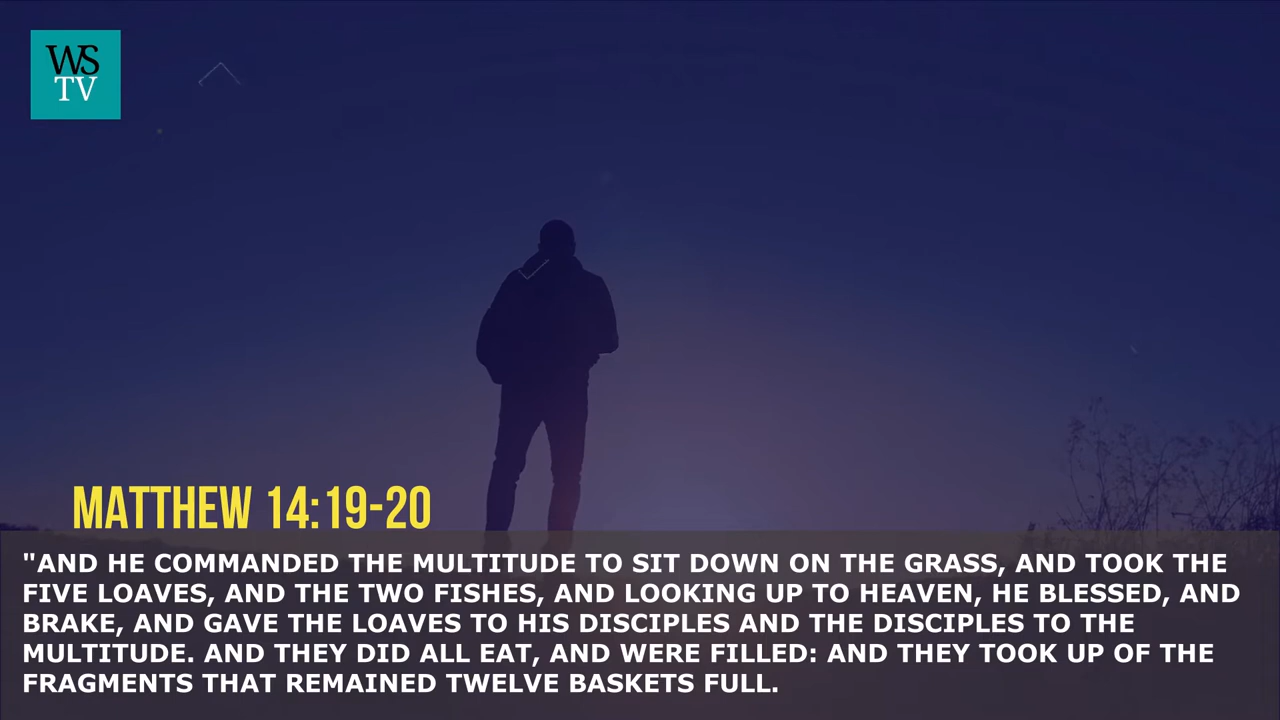 WS
TV
MATTHEW 14:19-20
"AND HE COMMANDED THE MULTITUDE TO SIT DOWN ON THE GRASS, AND TOOK THE
FIVE LOAVES, AND THE TWO FISHES, AND LOOKING UP TO HEAVEN, HE BLESSED, AND
BRAKE, AND GAVE THE LOAVES TO HIS DISCIPLES AND THE DISCIPLES TO THE
MULTITUDE. AND THEY DID ALL EAT, AND WERE FILLED: AND THEY TOOK UP OF THE
FRAGMENTS THAT REMAINED TWELVE BASKETS FULL.